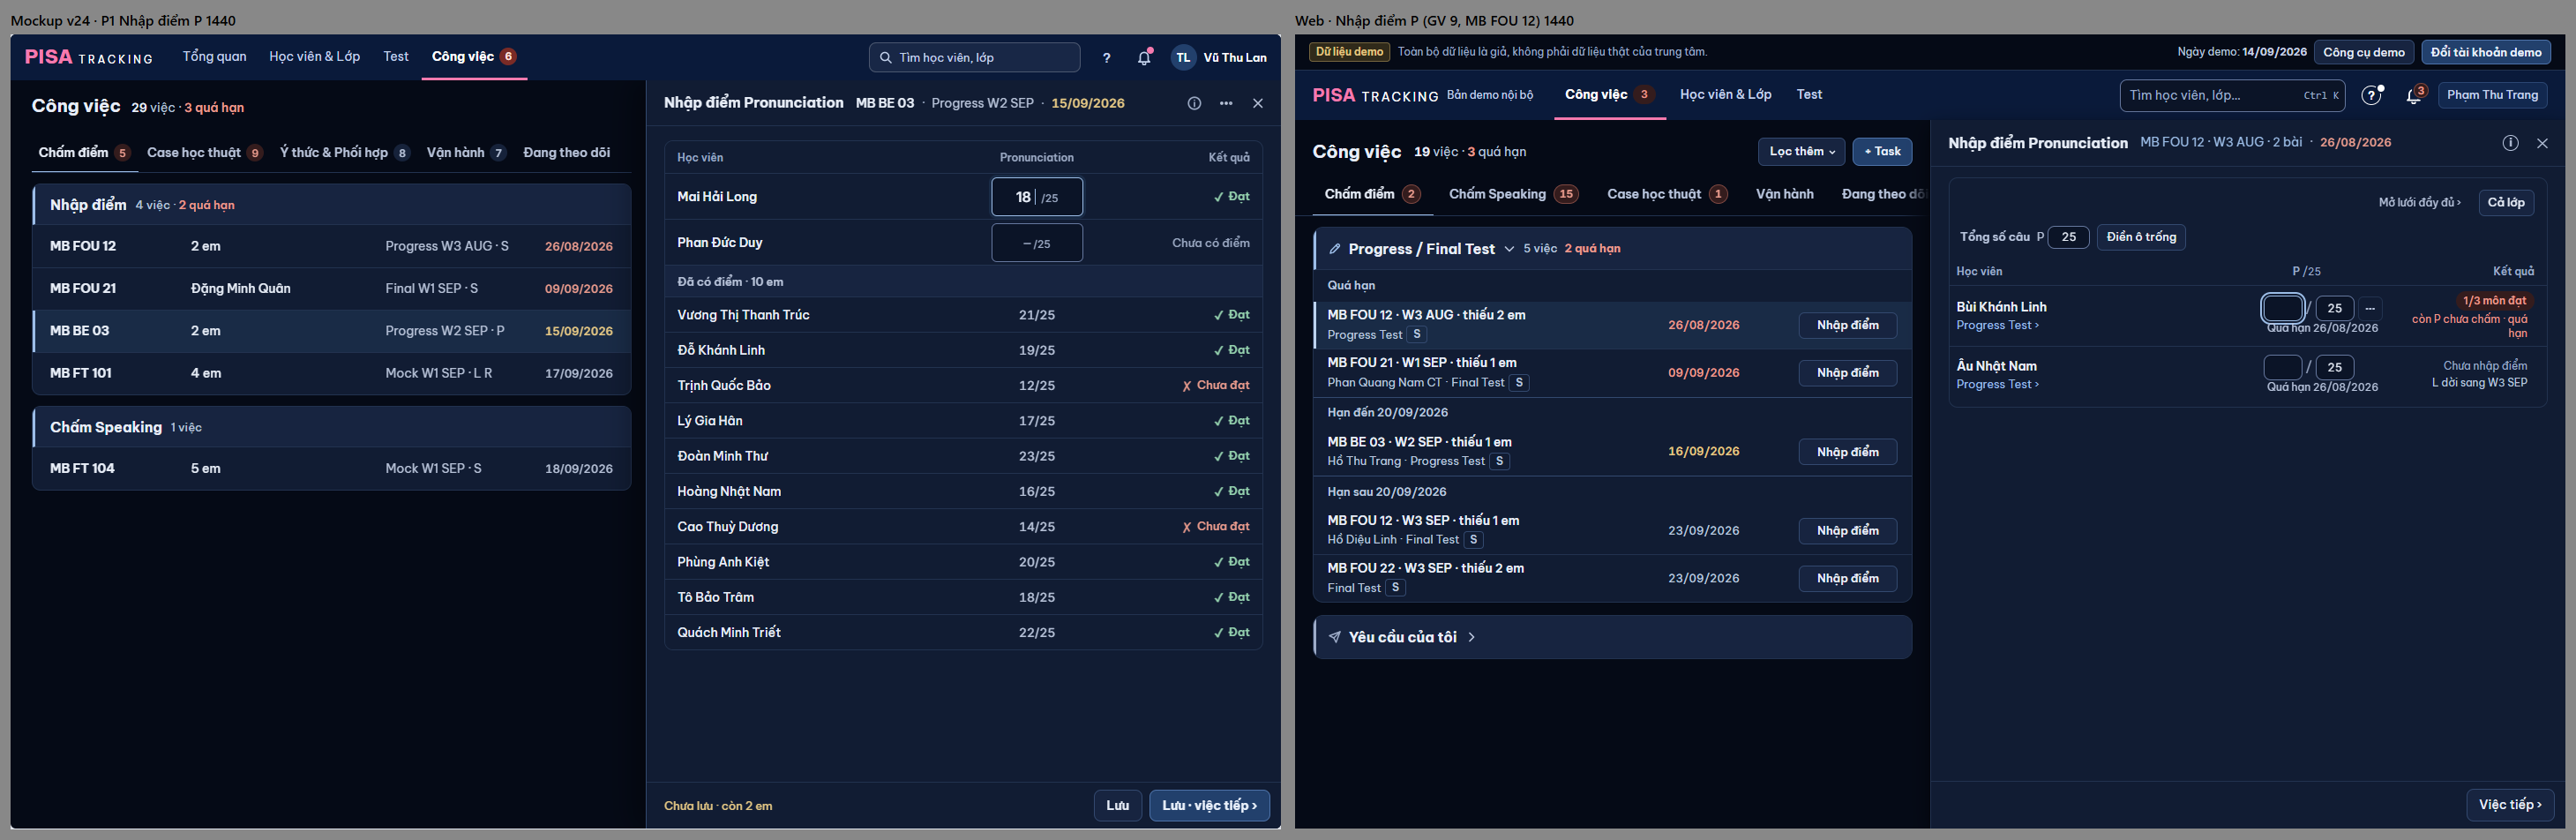 Mockup v24 · P1 Nhập điểm P 1440
PISA TRACKING Tổng quan Học viên & Lớp Test Công việc 6 Tìm học viên, lớp ? TL Vũ Thu Lan
Công việc 29 việc · 3 quá hạn
Chấm điểm 5 Case học thuật 9 Ý thức & Phối hợp 8 Vận hành 7 Đang theo dõi
Nhập điểm 4 việc · 2 quá hạn
MB FOU 12 2 em Progress W3 AUG · S 26/08/2026
MB FOU 21 Đặng Minh Quân Final W1 SEP · S 09/09/2026
MB BE 03 2 em Progress W2 SEP · P 15/09/2026
MB FT 101 4 em Mock W1 SEP · L R 17/09/2026
Chấm Speaking 1 việc
MB FT 104 5 em Mock W1 SEP · S 18/09/2026
Nhập điểm Pronunciation MB BE 03 · Progress W2 SEP · 15/09/2026
Học viên Pronunciation Kết quả
Mai Hải Long 18 /25 ✓ Đạt
Phan Đức Duy – /25 Chưa có điểm
Đã có điểm · 10 em
Vương Thị Thanh Trúc 21/25 ✓ Đạt
Đỗ Khánh Linh 19/25 ✓ Đạt
Trịnh Quốc Bảo 12/25 ✗ Chưa đạt
Lý Gia Hân 17/25 ✓ Đạt
Đoàn Minh Thư 23/25 ✓ Đạt
Hoàng Nhật Nam 16/25 ✓ Đạt
Cao Thuỳ Dương 14/25 ✗ Chưa đạt
Phùng Anh Kiệt 20/25 ✓ Đạt
Tô Bảo Trâm 18/25 ✓ Đạt
Quách Minh Triết 22/25 ✓ Đạt
Chưa lưu · còn 2 em Lưu Lưu · việc tiếp ›
Web · Nhập điểm P (GV 9, MB FOU 12) 1440
Dữ liệu demo Toàn bộ dữ liệu là giả, không phải dữ liệu thật của trung tâm. Ngày demo: 14/09/2026 Công cụ demo Đổi tài khoản demo
PISA TRACKING Bản demo nội bộ Công việc 3 Học viên & Lớp Test Tìm học viên, lớp... Ctrl K ? 3 Phạm Thu Trang
Công việc 19 việc · 3 quá hạn Lọc thêm + Task
Chấm điểm 2 Chấm Speaking 15 Case học thuật 1 Vận hành Đang theo dõi
Progress / Final Test 5 việc 2 quá hạn
Quá hạn
MB FOU 12 · W3 AUG · thiếu 2 em 26/08/2026 Nhập điểm
Progress Test S
MB FOU 21 · W1 SEP · thiếu 1 em 09/09/2026 Nhập điểm
Phan Quang Nam CT · Final Test S
Hạn đến 20/09/2026
MB BE 03 · W2 SEP · thiếu 1 em 16/09/2026 Nhập điểm
Hồ Thu Trang · Progress Test S
Hạn sau 20/09/2026
MB FOU 12 · W3 SEP · thiếu 1 em 23/09/2026 Nhập điểm
Hồ Diệu Linh · Final Test S
MB FOU 22 · W3 SEP · thiếu 2 em 23/09/2026 Nhập điểm
Final Test S
Yêu cầu của tôi
Nhập điểm Pronunciation MB FOU 12 · W3 AUG · 2 bài · 26/08/2026
Mở lưới đầy đủ › Cả lớp
Tổng số câu P 25 Điền ô trống
Học viên P /25 Kết quả
Bùi Khánh Linh / 25 ... 1/3 môn đạt
Progress Test › Quá hạn 26/08/2026 còn P chưa chấm · quá
hạn
Âu Nhật Nam / 25 Chưa nhập điểm
Progress Test › Quá hạn 26/08/2026 L dời sang W3 SEP
Việc tiếp ›